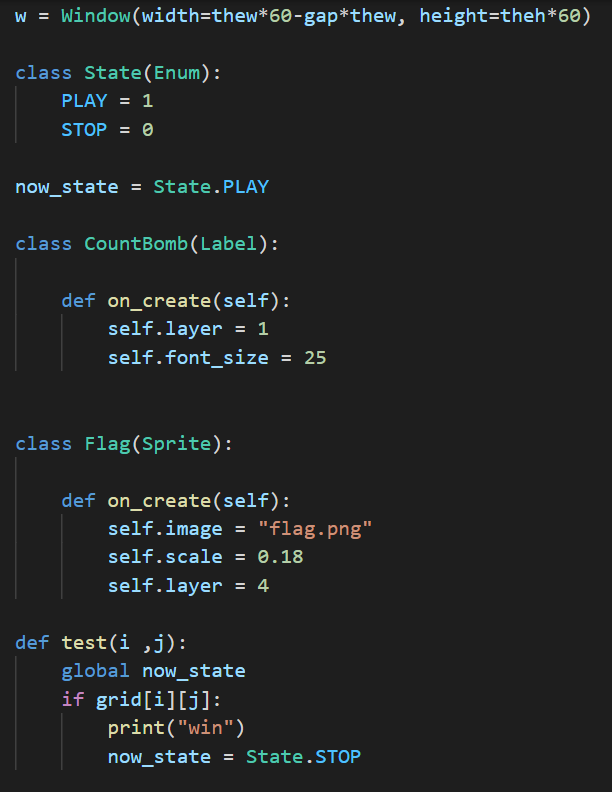 w = Window(width=thew*60-gap*thew, height=theh*60)
class State(Enum):
    PLAY = 1
    STOP = 0
now_state = State.PLAY
class CountBomb(Label):
    def on_create(self):
        self.layer = 1
        self.font_size = 25
class Flag(Sprite):
    def on_create(self):
        self.image = "flag.png"
        self.scale = 0.18
        self.layer = 4
def test(i ,j):
    global now_state
    if grid[i][j]:
        print("win")
        now_state = State.STOP